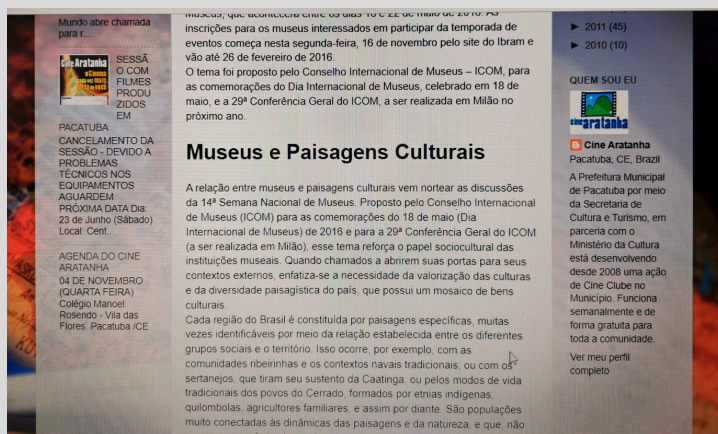 Mundo abre chamada
para r...
SESSÃ
O COM
FILMES
PRODU
ZIDOS
EM
PACATUBA
CANCELAMENTO DA
SESSÃO - DEVIDO A
PROBLEMAS
TÉCNICOS NOS
EQUIPAMENTOS
AGUARDEM
PRÓXIMA DATA Dia:
23 de Junho (Sábado)
Local: Cent...
AGENDA DO CINE
ARATANHA
04 DE NOVEMBRO
(QUARTA FEIRA)
Colégio Manoel
Rosendo - Vila das
Flores. Pacatuba /CE
Museus, que acontecerá entre os dias 16 e 22 de maio de 2016. As
inscrições para os museus interessados em participar da temporada de
eventos começa nesta segunda-feira, 16 de novembro pelo site do Ibram e
vão até 26 de fevereiro de 2016.
O tema foi proposto pelo Conselho Internacional de Museus – ICOM, para
as comemorações do Dia Internacional de Museus, celebrado em 18 de
maio, e a 29ª Conferência Geral do ICOM, a ser realizada em Milão no
próximo ano.
Museus e Paisagens Culturais
A relação entre museus e paisagens culturais vem nortear as discussões
da 14ª Semana Nacional de Museus. Proposto pelo Conselho Internacional
de Museus (ICOM) para as comemorações do 18 de maio (Dia
Internacional de Museus) de 2016 e para a 29ª Conferência Geral do ICOM
(a ser realizada em Milão), esse tema reforça o papel sociocultural das
instituições museais. Quando chamados a abrirem suas portas para seus
contextos externos, enfatiza-se a necessidade da valorização das culturas
e da diversidade paisagística do país, que possui um mosaico de bens
culturais.
Cada região do Brasil é constituída por paisagens específicas, muitas
vezes identificáveis por meio da relação estabelecida entre os diferentes
grupos sociais e o território. Isso ocorre, por exemplo, com as
comunidades ribeirinhas e os contextos navais tradicionais, ou com os
sertanejos, que tiram seu sustento da Caatinga, ou pelos modos de vida
tradicionais dos povos do Cerrado, formados por etnias indígenas,
quilombolas, agricultores familiares, e assim por diante. São populações
muito conectadas às dinâmicas das paisagens e da natureza, e que, não
► 2011 (45)
► 2010 (10)
QUEM SOU EU
cine aratanha
Cine Aratanha
Pacatuba, CE, Brazil
A Prefeitura Municipal
de Pacatuba por meio
da Secretaria de
Cultura e Turismo, em
parceria com o
Ministério da Cultura
está desenvolvendo
desde 2008 uma ação
de Cine Clube no
Município. Funciona
semanalmente e de
forma gratuita para
toda a comunidade.
Ver meu perfil
completo